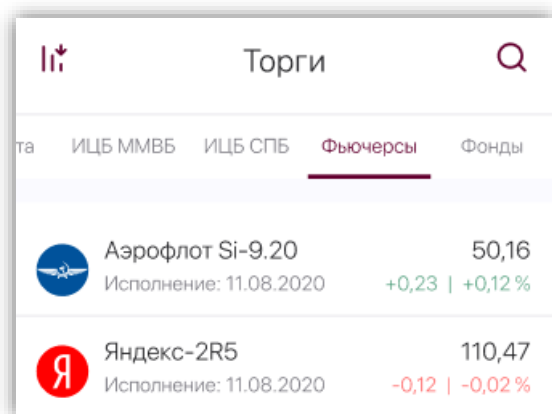 Торги
та ИЦБ ММВБ ИЦБ СПБ Фьючерсы Фонды
Аэрофлот Si-9.20 50,16
Исполнение: 11.08.2020 +0,23 | +0,12 %
Я Яндекс-2R5 110,47
Исполнение: 11.08.2020 -0,12 | -0,02 %